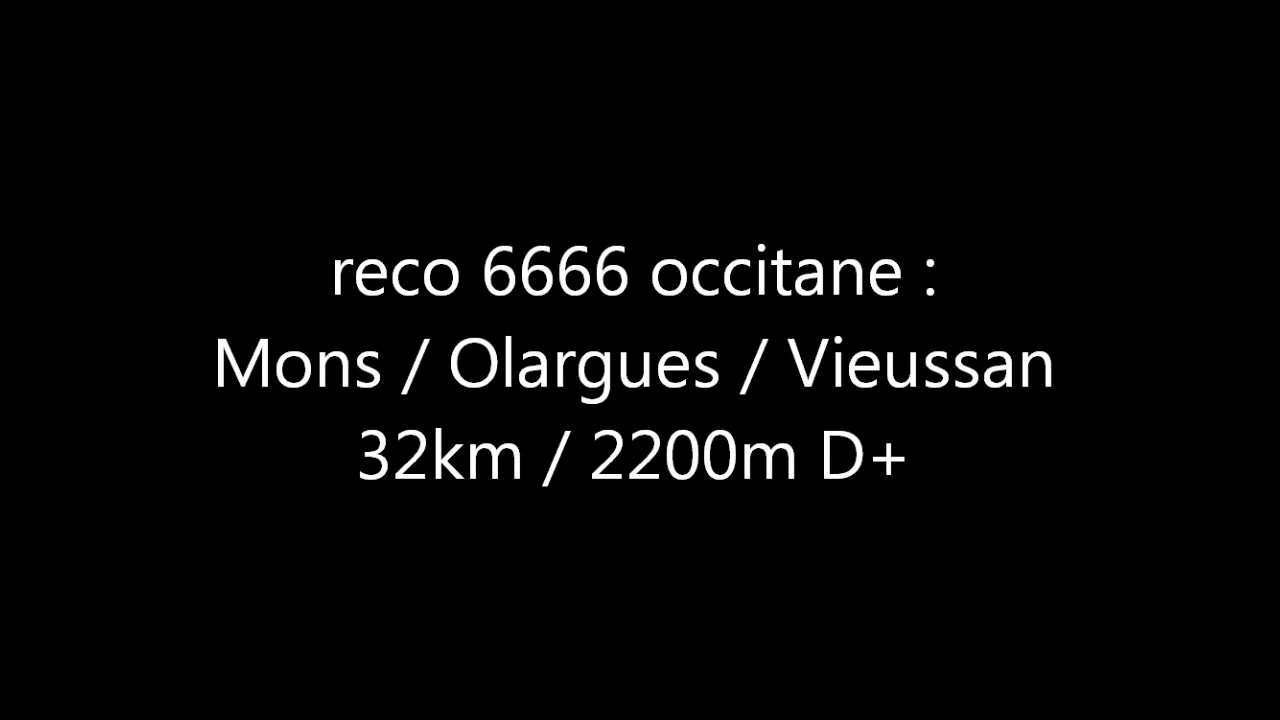 reco 6666 occitane :
Mons / Olargues / Vieussan
32km / 2200m D+